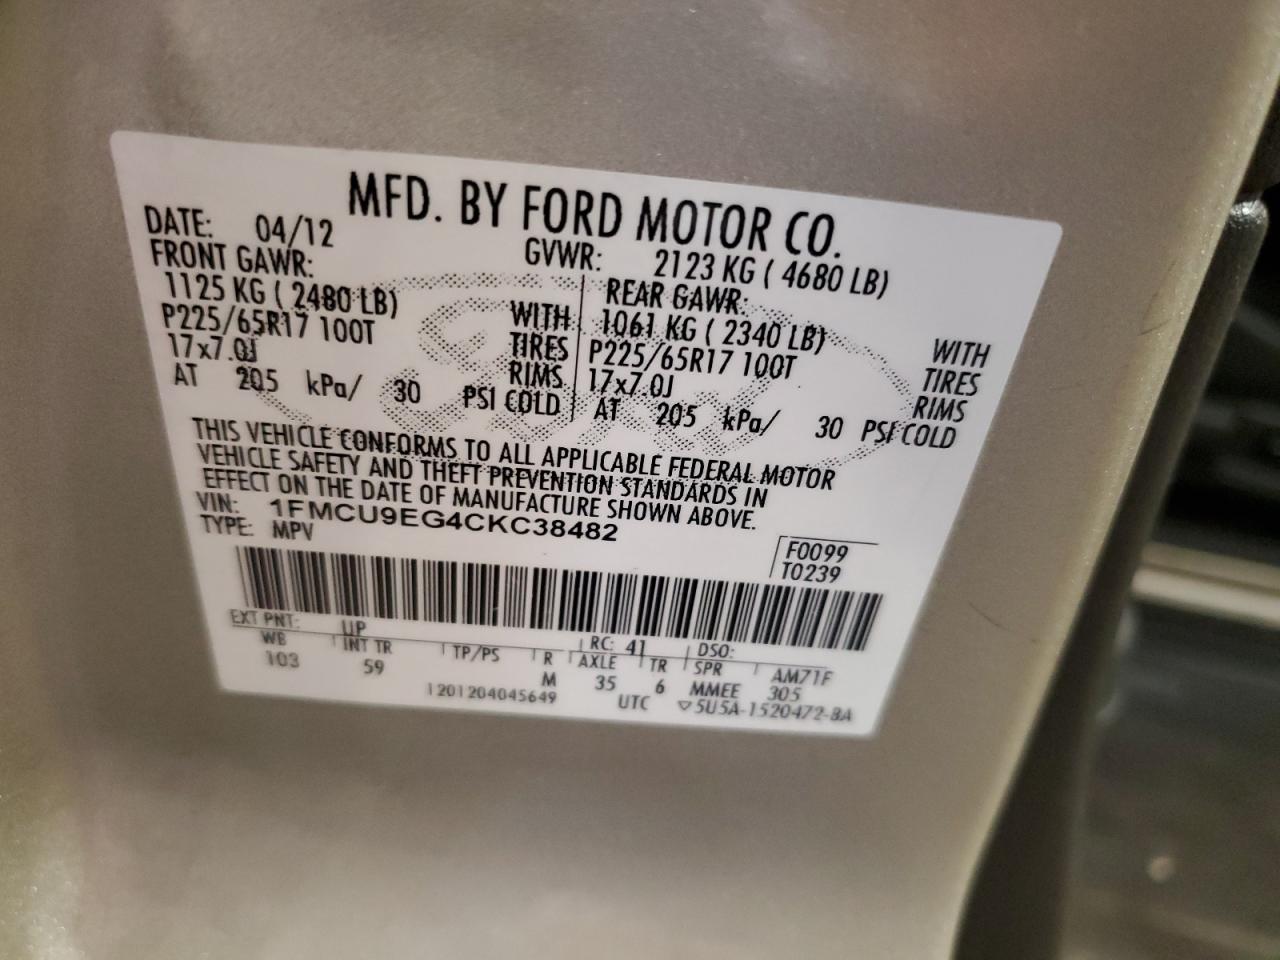 MFD. BY FORD MOTOR CO.
DATE: 04/12 GVWR: 2123 KG ( 4680 LB)
FRONT GAWR: REAR GAWR:
1125 KG ( 2480 LB) WITH 1061 KG ( 2340 LB) WITH
P225/65R17 100T TIRES P225/65R17 100T TIRES
17x7.0J RIMS 17x7.0J RIMS
AT 205 kPa/ 30 PSI COLD AT 205 kPa/ 30 PSI COLD
THIS VEHICLE CONFORMS TO ALL APPLICABLE FEDERAL MOTOR
VEHICLE SAFETY AND THEFT PREVENTION STANDARDS IN
EFFECT ON THE DATE OF MANUFACTURE SHOWN ABOVE.
VIN: 1FMCU9EG4CKC38482
TYPE: MPV
F0099
T0239
EXT PNT: UP RC: 41 DSO:
WB INT TR TP/PS R AXLE TR SPR AM71F
103 59 M 35 6 MMEE 305
1201204045649 UTC ▽5U5A-1520472-BA